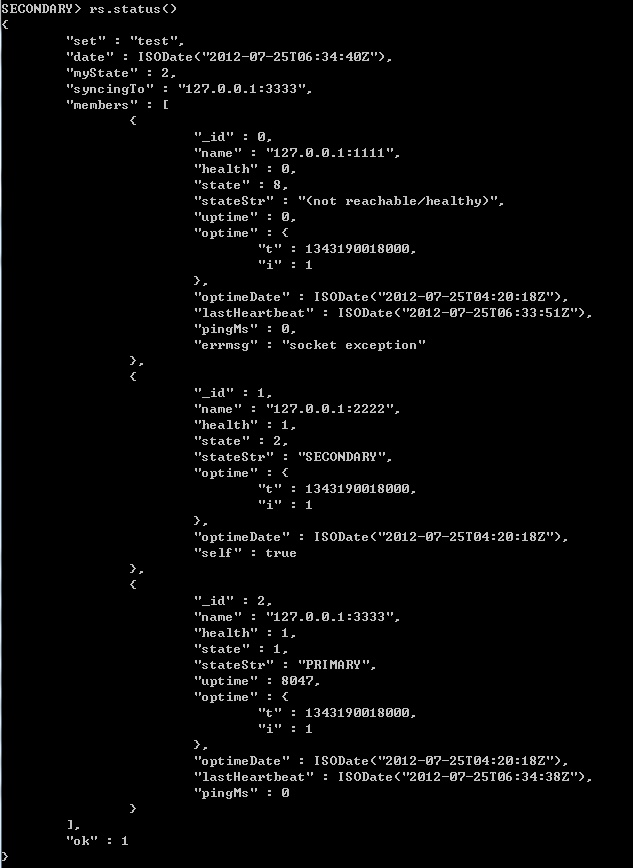 SECONDARY> rs.status()
{
        "set" : "test",
        "date" : ISODate("2012-07-25T06:34:40Z"),
        "myState" : 2,
        "syncingTo" : "127.0.0.1:3333",
        "members" : [
                {
                        "_id" : 0,
                        "name" : "127.0.0.1:1111",
                        "health" : 0,
                        "state" : 8,
                        "stateStr" : "(not reachable/healthy)",
                        "uptime" : 0,
                        "optime" : {
                                "t" : 1343190018000,
                                "i" : 1
                        },
                        "optimeDate" : ISODate("2012-07-25T04:20:18Z"),
                        "lastHeartbeat" : ISODate("2012-07-25T06:33:51Z"),
                        "pingMs" : 0,
                        "errmsg" : "socket exception"
                },
                {
                        "_id" : 1,
                        "name" : "127.0.0.1:2222",
                        "health" : 1,
                        "state" : 2,
                        "stateStr" : "SECONDARY",
                        "optime" : {
                                "t" : 1343190018000,
                                "i" : 1
                        },
                        "optimeDate" : ISODate("2012-07-25T04:20:18Z"),
                        "self" : true
                },
                {
                        "_id" : 2,
                        "name" : "127.0.0.1:3333",
                        "health" : 1,
                        "state" : 1,
                        "stateStr" : "PRIMARY",
                        "uptime" : 8047,
                        "optime" : {
                                "t" : 1343190018000,
                                "i" : 1
                        },
                        "optimeDate" : ISODate("2012-07-25T04:20:18Z"),
                        "lastHeartbeat" : ISODate("2012-07-25T06:34:38Z"),
                        "pingMs" : 0
                }
        ],
        "ok" : 1
}